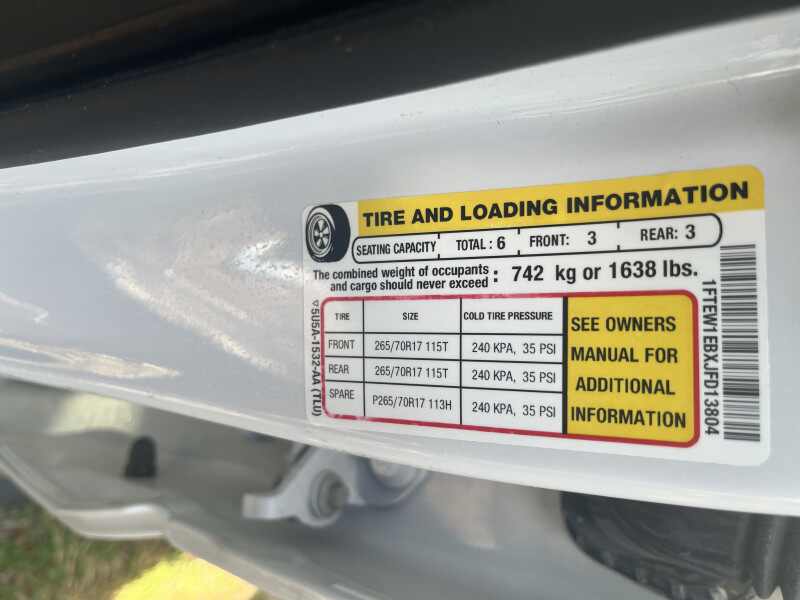 TIRE AND LOADING INFORMATION
SEATING CAPACITY TOTAL : 6 FRONT: 3 REAR: 3
The combined weight of occupants and cargo should never exceed : 742 kg or 1638 lbs.
TIRE SIZE COLD TIRE PRESSURE
FRONT 265/70R17 115T 240 KPA, 35 PSI
REAR 265/70R17 115T 240 KPA, 35 PSI
SPARE P265/70R17 113H 240 KPA, 35 PSI
SEE OWNERS
MANUAL FOR
ADDITIONAL
INFORMATION
5U5A-1532-AA (TLU)
1FTEW1EBXJFD13804